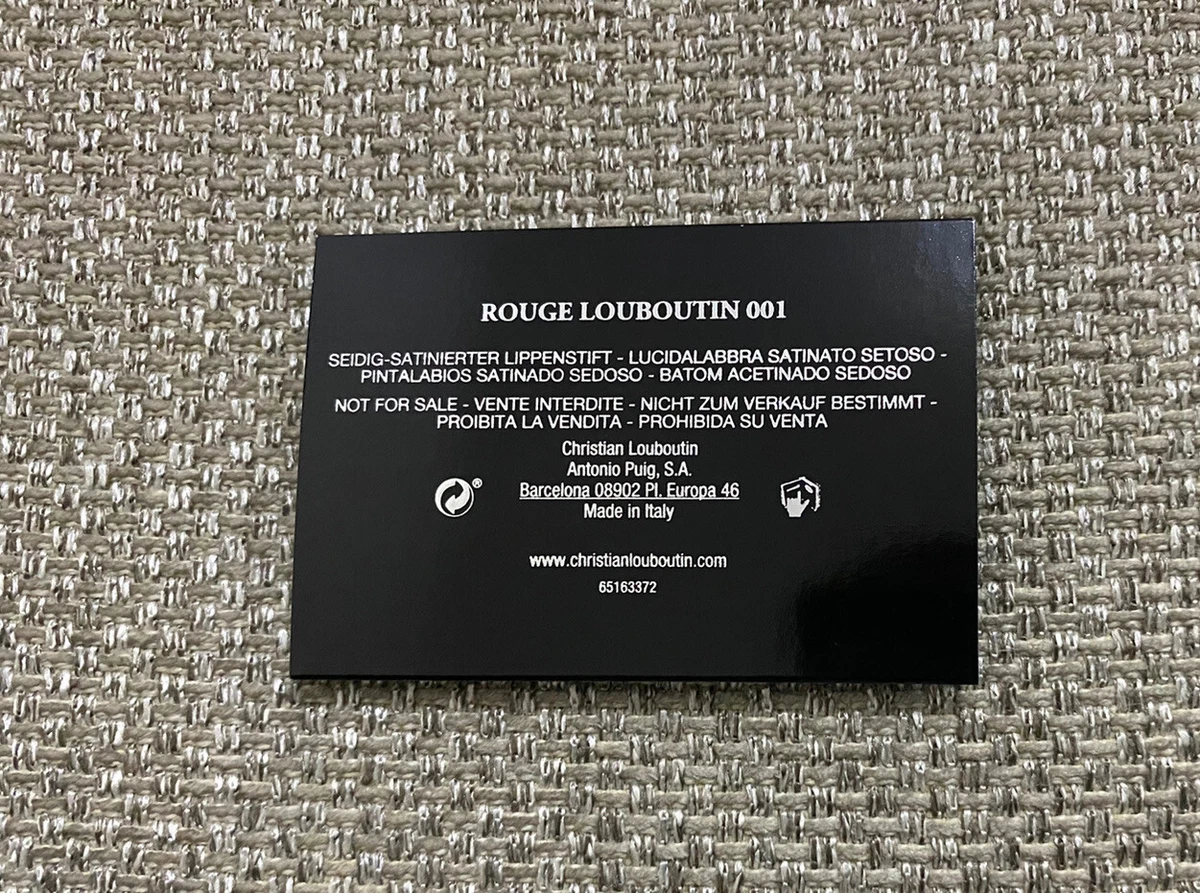 ROUGE LOUBOUTIN 001
SEIDIG-SATINIERTER LIPPENSTIFT - LUCIDALABBRA SATINATO SETOSO -
PINTALABIOS SATINADO SEDOSO - BATOM ACETINADO SEDOSO
NOT FOR SALE - VENTE INTERDITE - NICHT ZUM VERKAUF BESTIMMT -
PROIBITA LA VENDITA - PROHIBIDA SU VENTA
Christian Louboutin
Antonio Puig, S.A.
Barcelona 08902 Pl. Europa 46
®
Made in Italy
www.christianlouboutin.com
65163372